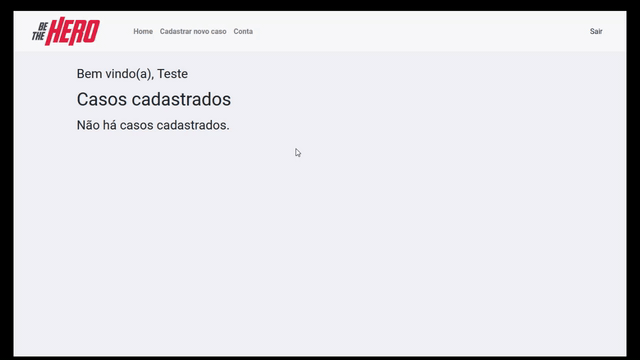 BE THE HERO
Home Cadastrar novo caso Conta Sair
Bem vindo(a), Teste
Casos cadastrados
Não há casos cadastrados.